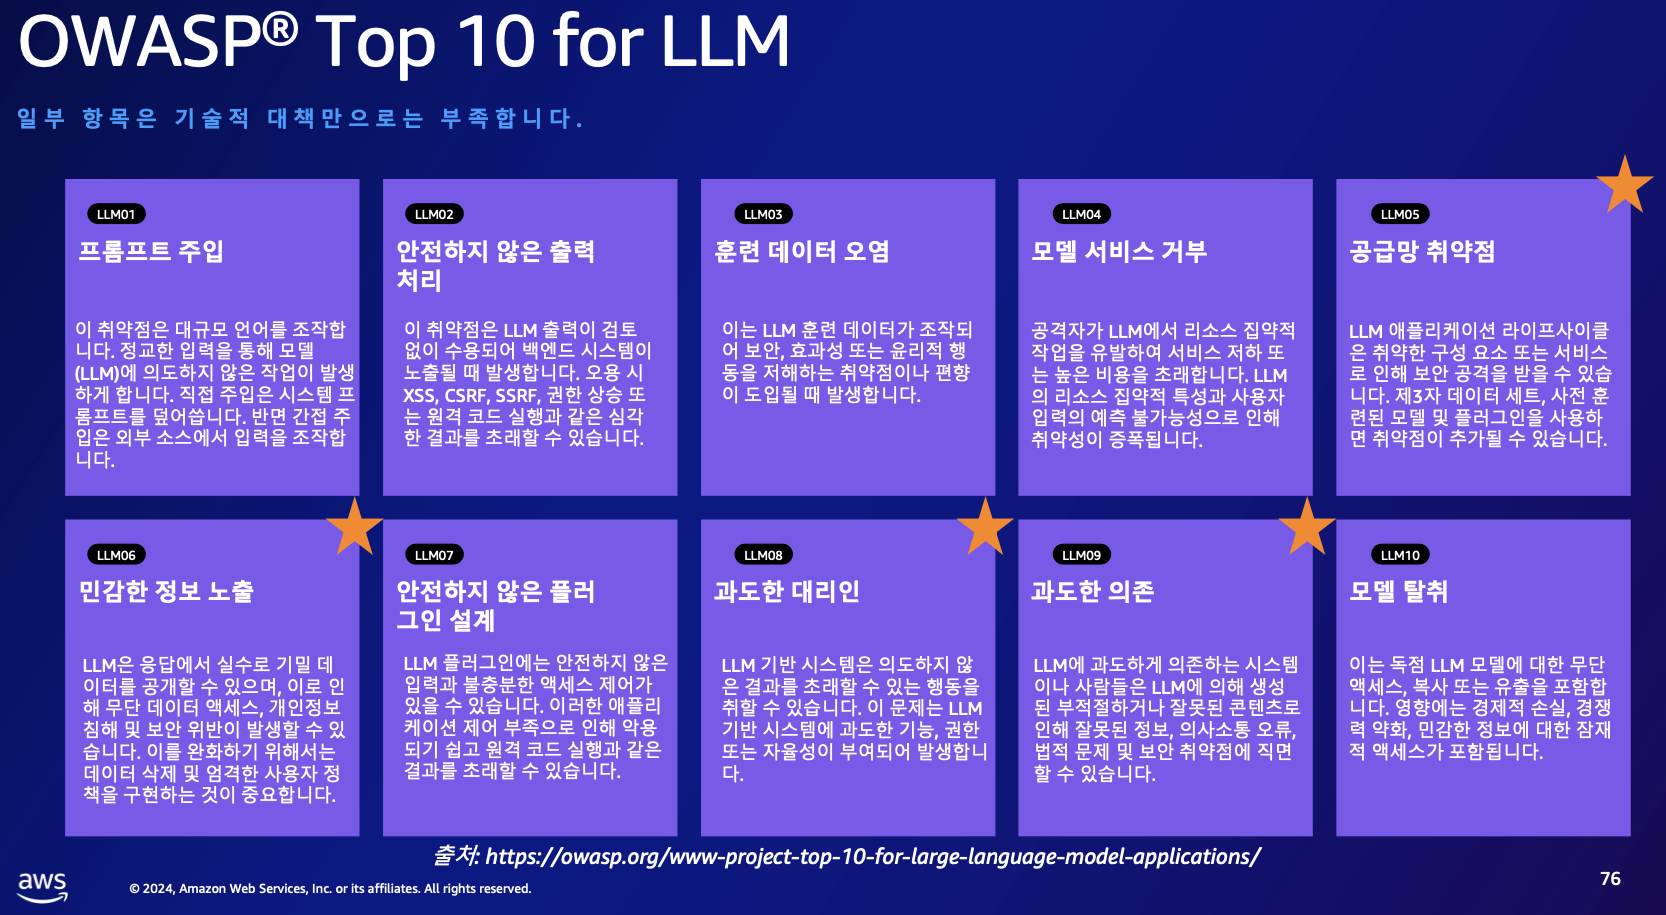 OWASP® Top 10 for LLM
일부 항목은 기술적 대책만으로는 부족합니다.
LLM01
프롬프트 주입
이 취약점은 대규모 언어를 조작합
니다. 정교한 입력을 통해 모델
(LLM)에 의도하지 않은 작업이 발생
하게 합니다. 직접 주입은 시스템 프
롬프트를 덮어씁니다. 반면 간접 주
입은 외부 소스에서 입력을 조작합
니다.
LLM02
안전하지 않은 출력
처리
이 취약점은 LLM 출력이 검토
없이 수용되어 백엔드 시스템이
노출될 때 발생합니다. 오용 시
XSS, CSRF, SSRF, 권한 상승 또
는 원격 코드 실행과 같은 심각
한 결과를 초래할 수 있습니다.
LLM03
훈련 데이터 오염
이는 LLM 훈련 데이터가 조작되
어 보안, 효과성 또는 윤리적 행
동을 저해하는 취약점이나 편향
이 도입될 때 발생합니다.
LLM04
모델 서비스 거부
공격자가 LLM에서 리소스 집약적
작업을 유발하여 서비스 저하 또
는 높은 비용을 초래합니다. LLM
의 리소스 집약적 특성과 사용자
입력의 예측 불가능성으로 인해
취약성이 증폭됩니다.
LLM05
공급망 취약점
LLM 애플리케이션 라이프사이클
은 취약한 구성 요소 또는 서비스
로 인해 보안 공격을 받을 수 있습
니다. 제3자 데이터 세트, 사전 훈
련된 모델 및 플러그인을 사용하
면 취약점이 추가될 수 있습니다.
LLM06
민감한 정보 노출
LLM은 응답에서 실수로 기밀 데
이터를 공개할 수 있으며, 이로 인
해 무단 데이터 액세스, 개인정보
침해 및 보안 위반이 발생할 수 있
습니다. 이를 완화하기 위해서는
데이터 삭제 및 엄격한 사용자 정
책을 구현하는 것이 중요합니다.
LLM07
안전하지 않은 플러
그인 설계
LLM 플러그인에는 안전하지 않은
입력과 불충분한 액세스 제어가
있을 수 있습니다. 이러한 애플리
케이션 제어 부족으로 인해 악용
되기 쉽고 원격 코드 실행과 같은
결과를 초래할 수 있습니다.
LLM08
과도한 대리인
LLM 기반 시스템은 의도하지 않
은 결과를 초래할 수 있는 행동을
취할 수 있습니다. 이 문제는 LLM
기반 시스템에 과도한 기능, 권한
또는 자율성이 부여되어 발생합니
다.
LLM09
과도한 의존
LLM에 과도하게 의존하는 시스템
이나 사람들은 LLM에 의해 생성
된 부적절하거나 잘못된 콘텐츠로
인해 잘못된 정보, 의사소통 오류,
법적 문제 및 보안 취약점에 직면
할 수 있습니다.
LLM10
모델 탈취
이는 독점 LLM 모델에 대한 무단
액세스, 복사 또는 유출을 포함합
니다. 영향에는 경제적 손실, 경쟁
력 약화, 민감한 정보에 대한 잠재
적 액세스가 포함됩니다.
출처: https://owasp.org/www-project-top-10-for-large-language-model-applications/
aws
© 2024, Amazon Web Services, Inc. or its affiliates. All rights reserved.
76